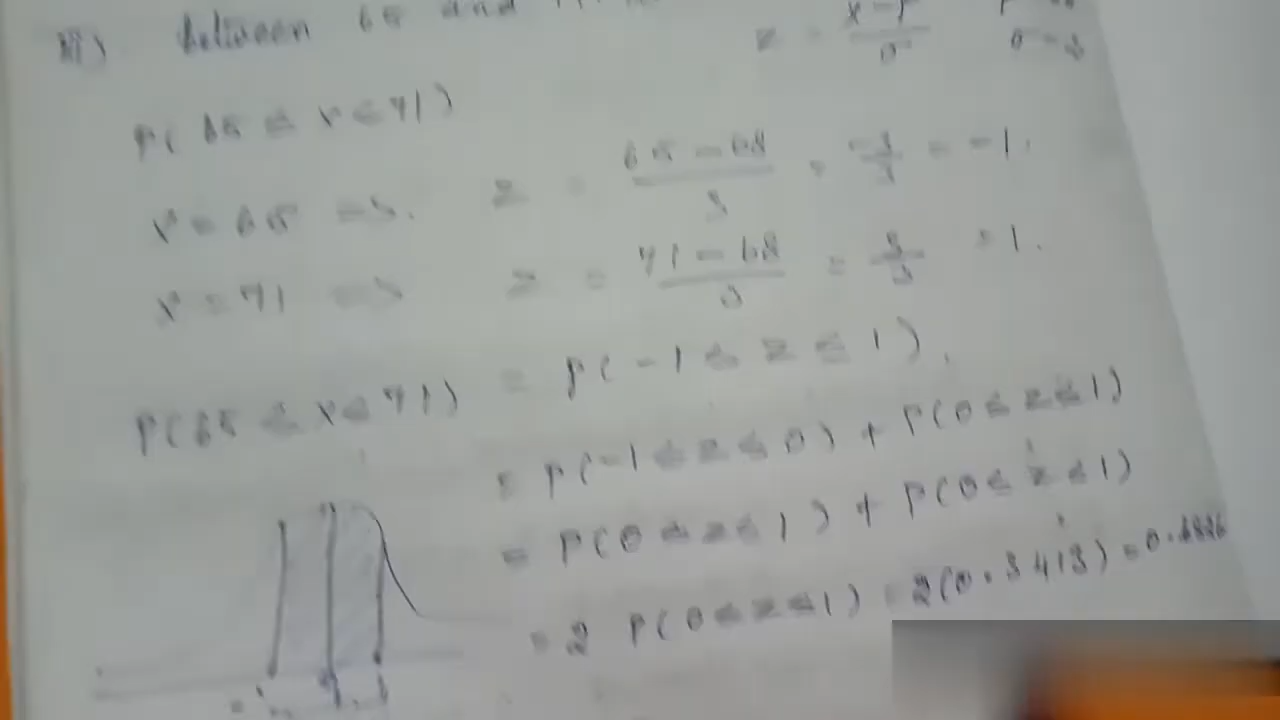 between 65 and
z = x - μ / σ
σ = 3
P( 65 ≤ x ≤ 71)
x = 65 => . z = 65 - 68 / 3 = -3 / 3 = -1.
x = 71 => z = 71 - 68 / 3 = 3 / 3 = 1.
P(65 ≤ x ≤ 71) = P( -1 ≤ z ≤ 1).
= P(-1 ≤ z ≤ 0) + P(0 ≤ z ≤ 1)
= P(0 ≤ z ≤ 1) + P(0 ≤ z ≤ 1)
= 2 P(0 ≤ z ≤ 1) = 2(0.3413) = 0.6826